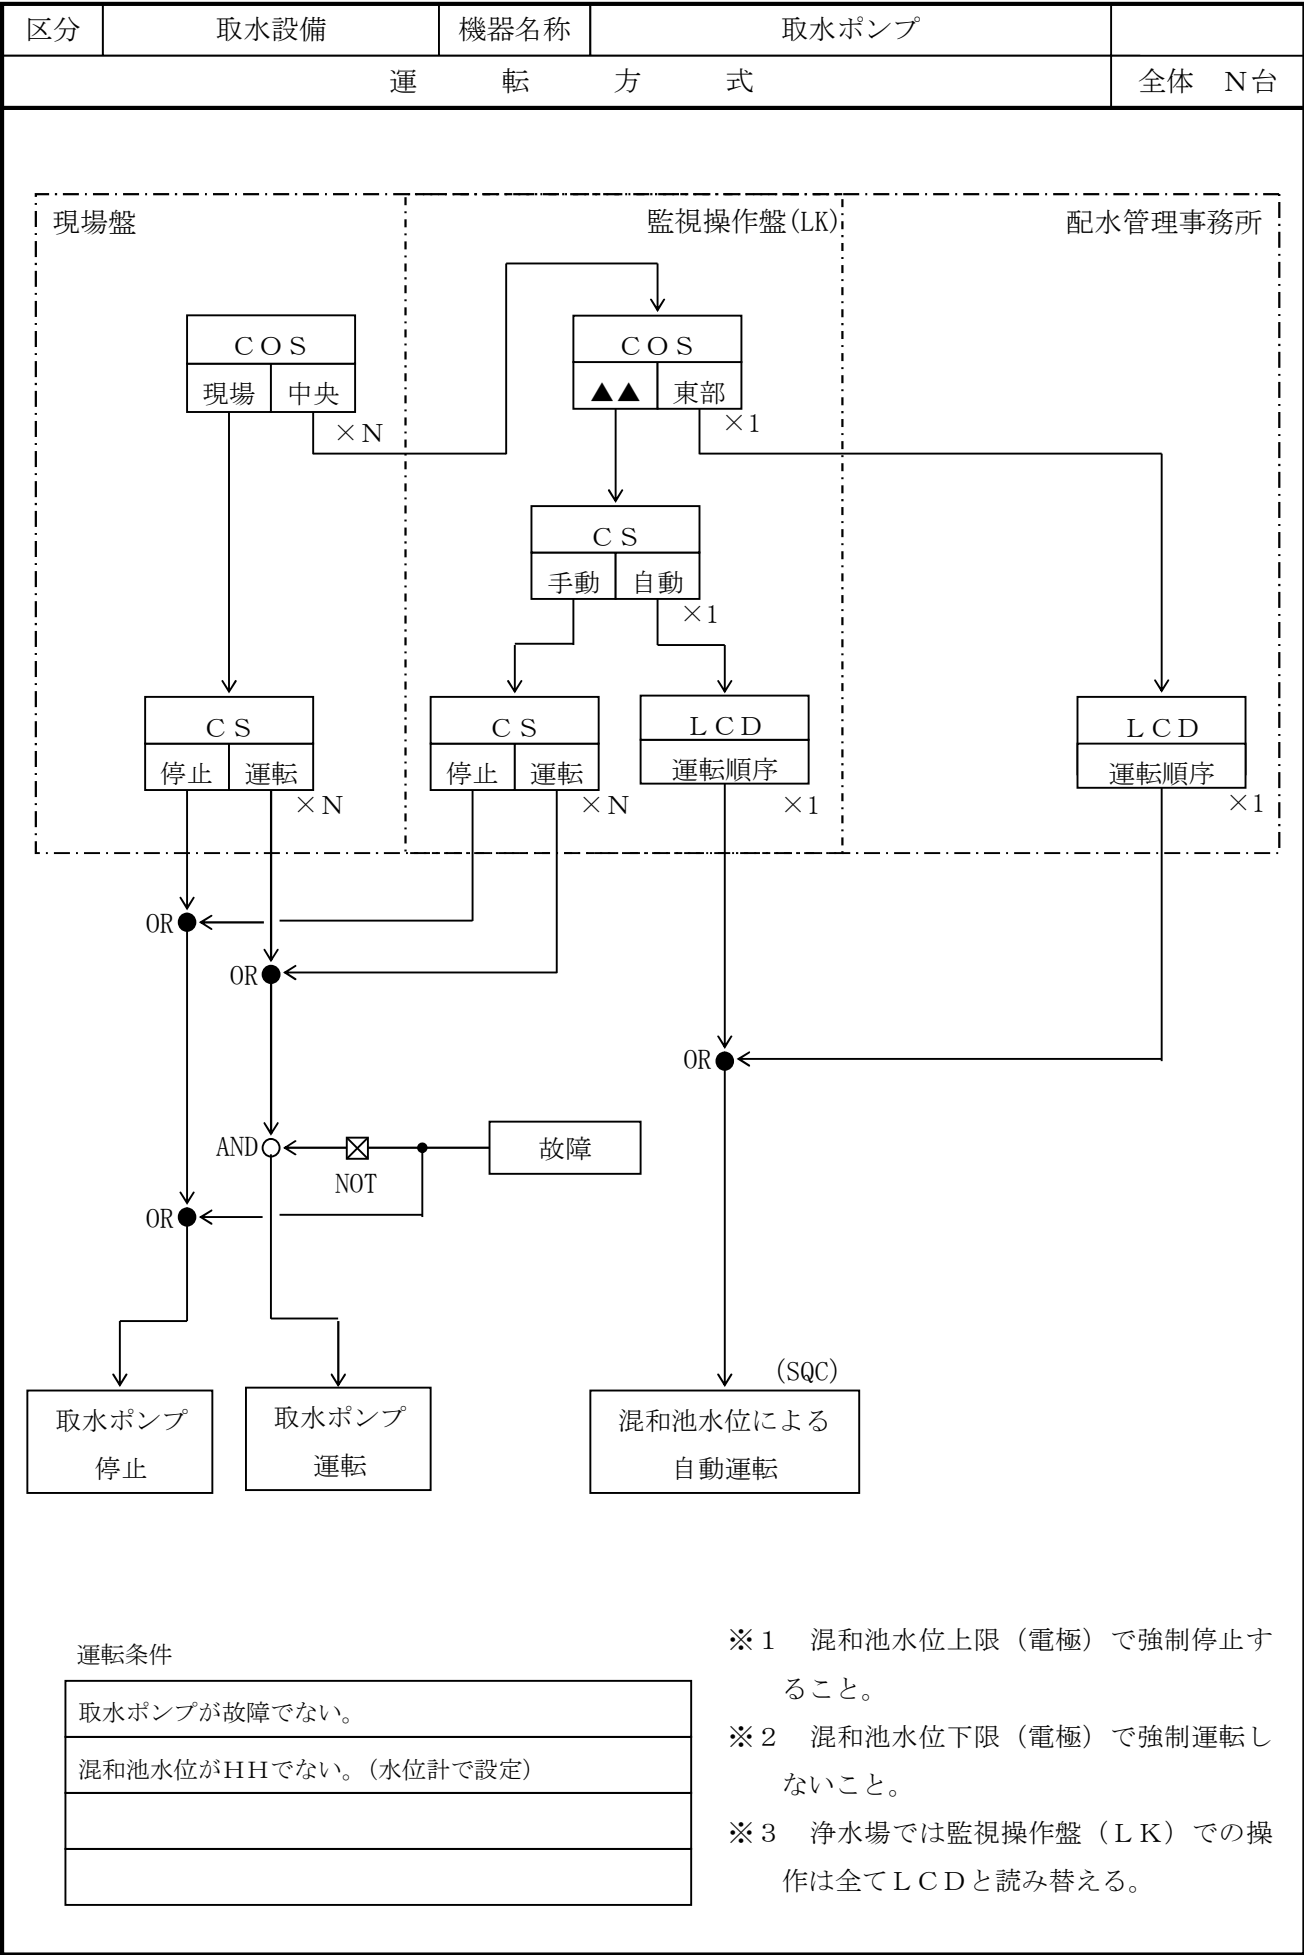 区分 取水設備 機器名称 取水ポンプ
運転方式 全体 N台
現場盤 監視操作盤(LK) 配水管理事務所
COS COS
現場 中央 ▲▲ 東部
×N ×1
CS
手動 自動
×1
CS CS LCD LCD
停止 運転 停止 運転 運転順序 運転順序
×N ×N ×1 ×1
OR
OR
OR
AND 故障
NOT
OR
(SQC)
取水ポンプ 取水ポンプ 混和池水位による
停止 運転 自動運転
運転条件
取水ポンプが故障でない。
混和池水位がHHでない。(水位計で設定)
※1 混和池水位上限(電極)で強制停止す
ること。
※2 混和池水位下限(電極)で強制運転し
ないこと。
※3 浄水場では監視操作盤(LK)での操
作は全てLCDと読み替える。